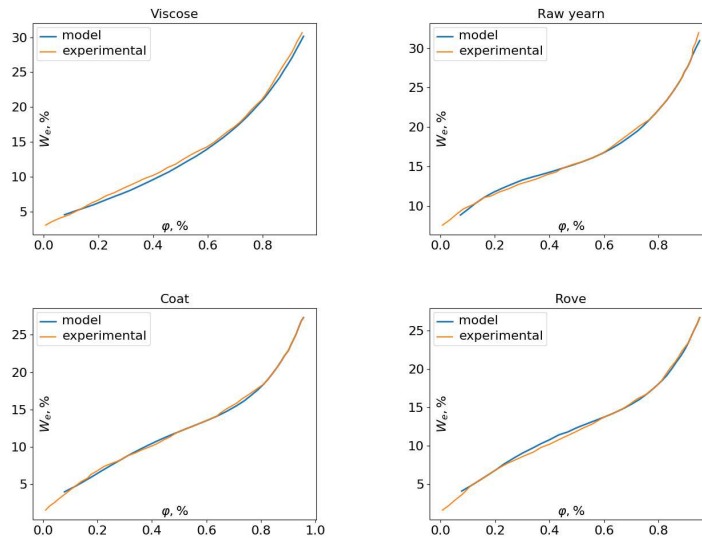 Viscose
model
experimental
30
25
20
15
10
5
Wₑ, %
φ, %
0.0 0.2 0.4 0.6 0.8
Raw yearn
model
experimental
30
25
20
15
10
Wₑ, %
φ, %
0.0 0.2 0.4 0.6 0.8
Coat
model
experimental
25
20
15
10
5
Wₑ, %
φ, %
0.0 0.2 0.4 0.6 0.8 1.0
Rove
model
experimental
25
20
15
10
5
Wₑ, %
φ, %
0.0 0.2 0.4 0.6 0.8